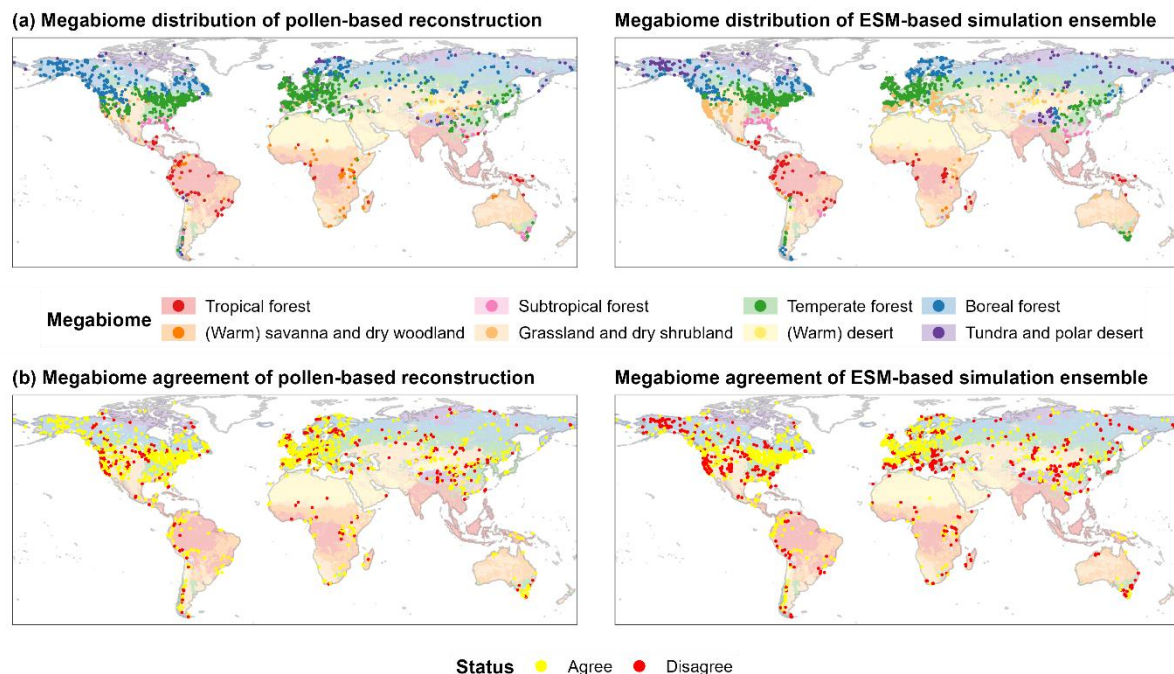 (a) Megabiome distribution of pollen-based reconstruction
Megabiome distribution of ESM-based simulation ensemble
Megabiome
Tropical forest
Subtropical forest
Temperate forest
Boreal forest
(Warm) savanna and dry woodland
Grassland and dry shrubland
(Warm) desert
Tundra and polar desert
(b) Megabiome agreement of pollen-based reconstruction
Megabiome agreement of ESM-based simulation ensemble
Status
Agree
Disagree